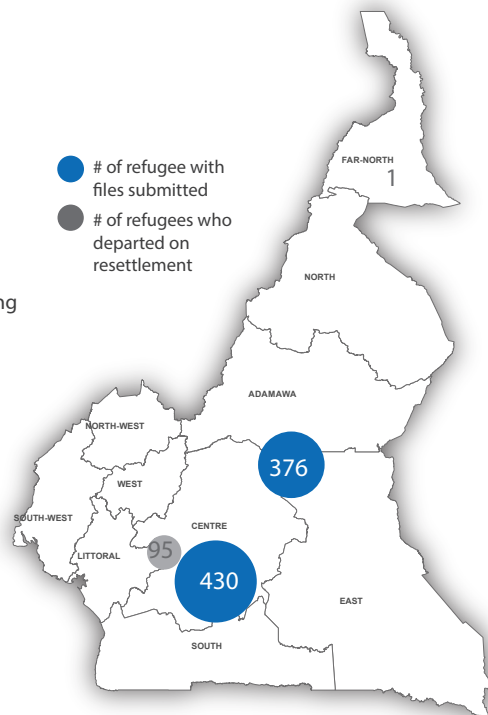 # of refugee with
files submitted
# of refugees who
departed on
resettlement
ng
FAR-NORTH
1
NORTH
ADAMAWA
NORTH-WEST
376
WEST
SOUTH-WEST
CENTRE
LITTORAL
95
430
EAST
SOUTH